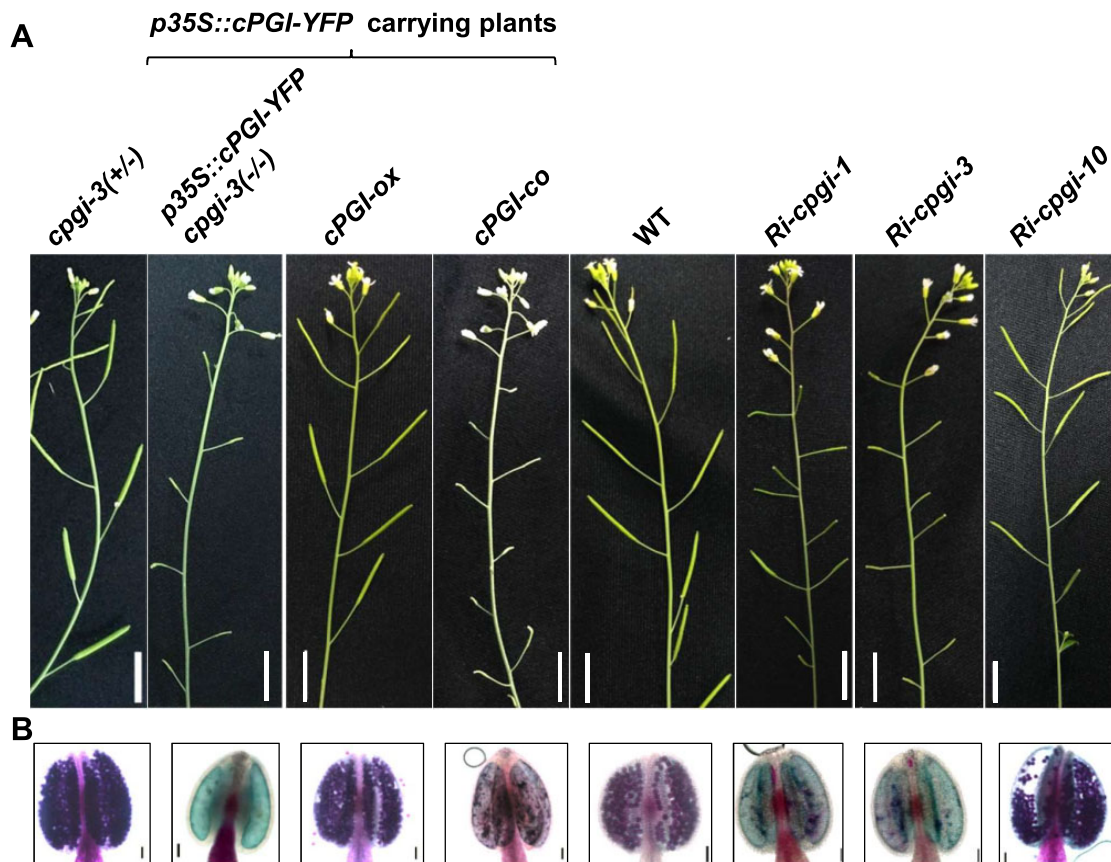 A
p35S::cPGI-YFP carrying plants
cpgi-3(+/-)
p35S::cPGI-YFP
cpgi-3(-/-)
cPGI-ox
cPGI-co
WT
Ri-cpgi-1
Ri-cpgi-3
Ri-cpgi-10
B